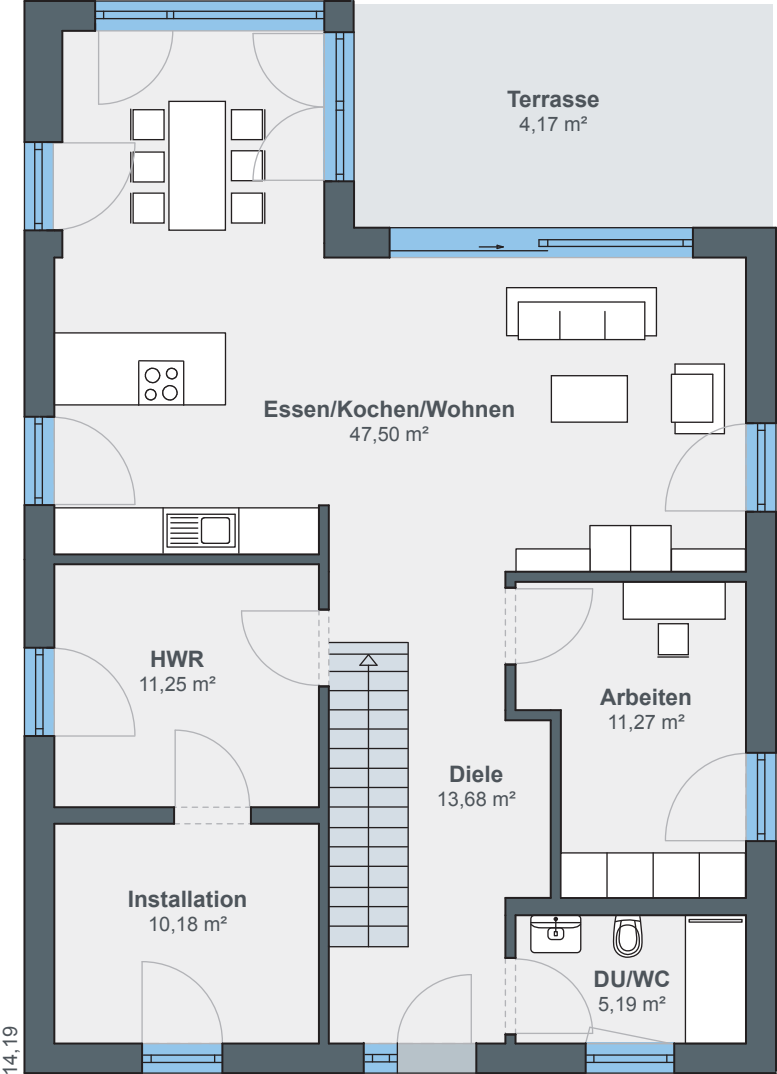 Terrasse
4,17 m²
Essen/Kochen/Wohnen
47,50 m²
HWR
11,25 m²
Arbeiten
11,27 m²
Diele
13,68 m²
Installation
10,18 m²
DU/WC
5,19 m²
14,19